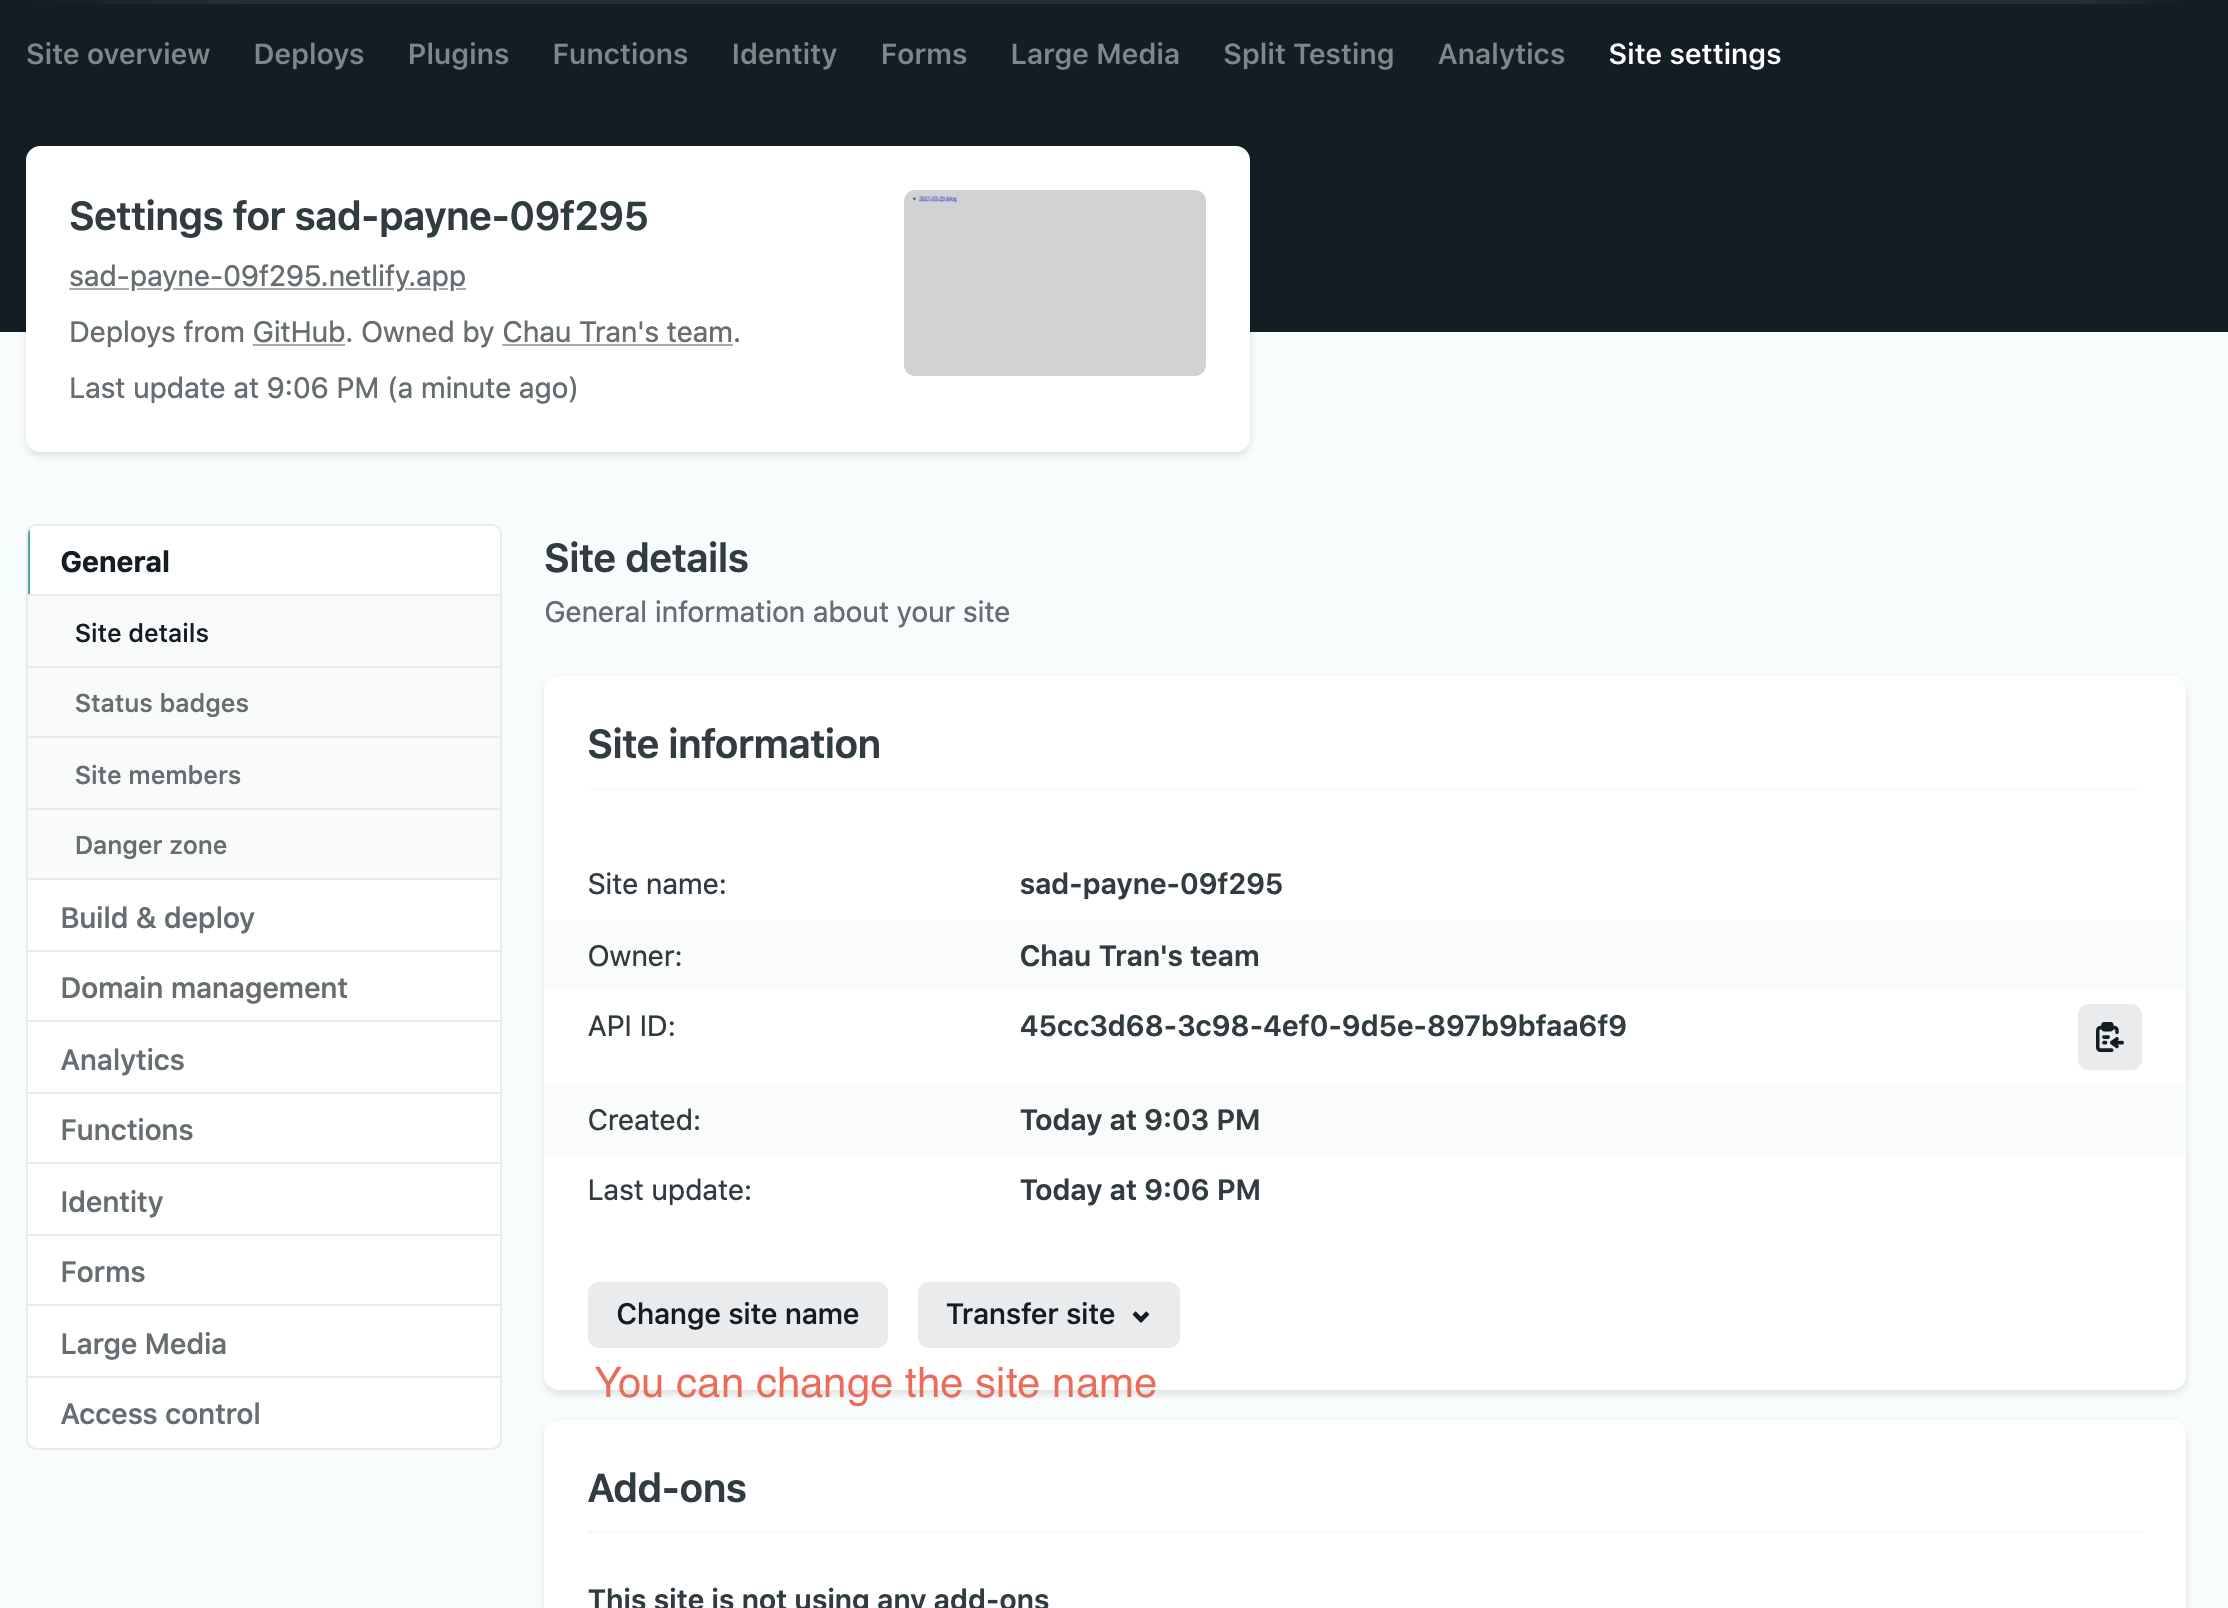 Site overview Deploys Plugins Functions Identity Forms Large Media Split Testing Analytics Site settings
Settings for sad-payne-09f295
sad-payne-09f295.netlify.app
Deploys from GitHub. Owned by Chau Tran's team.
Last update at 9:06 PM (a minute ago)
General
Site details
Status badges
Site members
Danger zone
Build & deploy
Domain management
Analytics
Functions
Identity
Forms
Large Media
Access control
Site details
General information about your site
Site information
Site name: sad-payne-09f295
Owner: Chau Tran's team
API ID: 45cc3d68-3c98-4ef0-9d5e-897b9bfaa6f9
Created: Today at 9:03 PM
Last update: Today at 9:06 PM
Change site name Transfer site
You can change the site name
Add-ons
This site is not using any add-ons